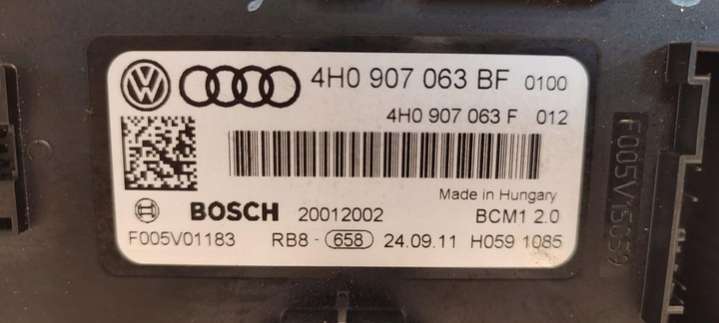 4H0 907 063 BF 0100
4H0 907 063 F 012
Made in Hungary
BOSCH 20012002 BCM1 2.0
F005V01183 RB8- 658 24.09.11 H059 1085
F005V15059